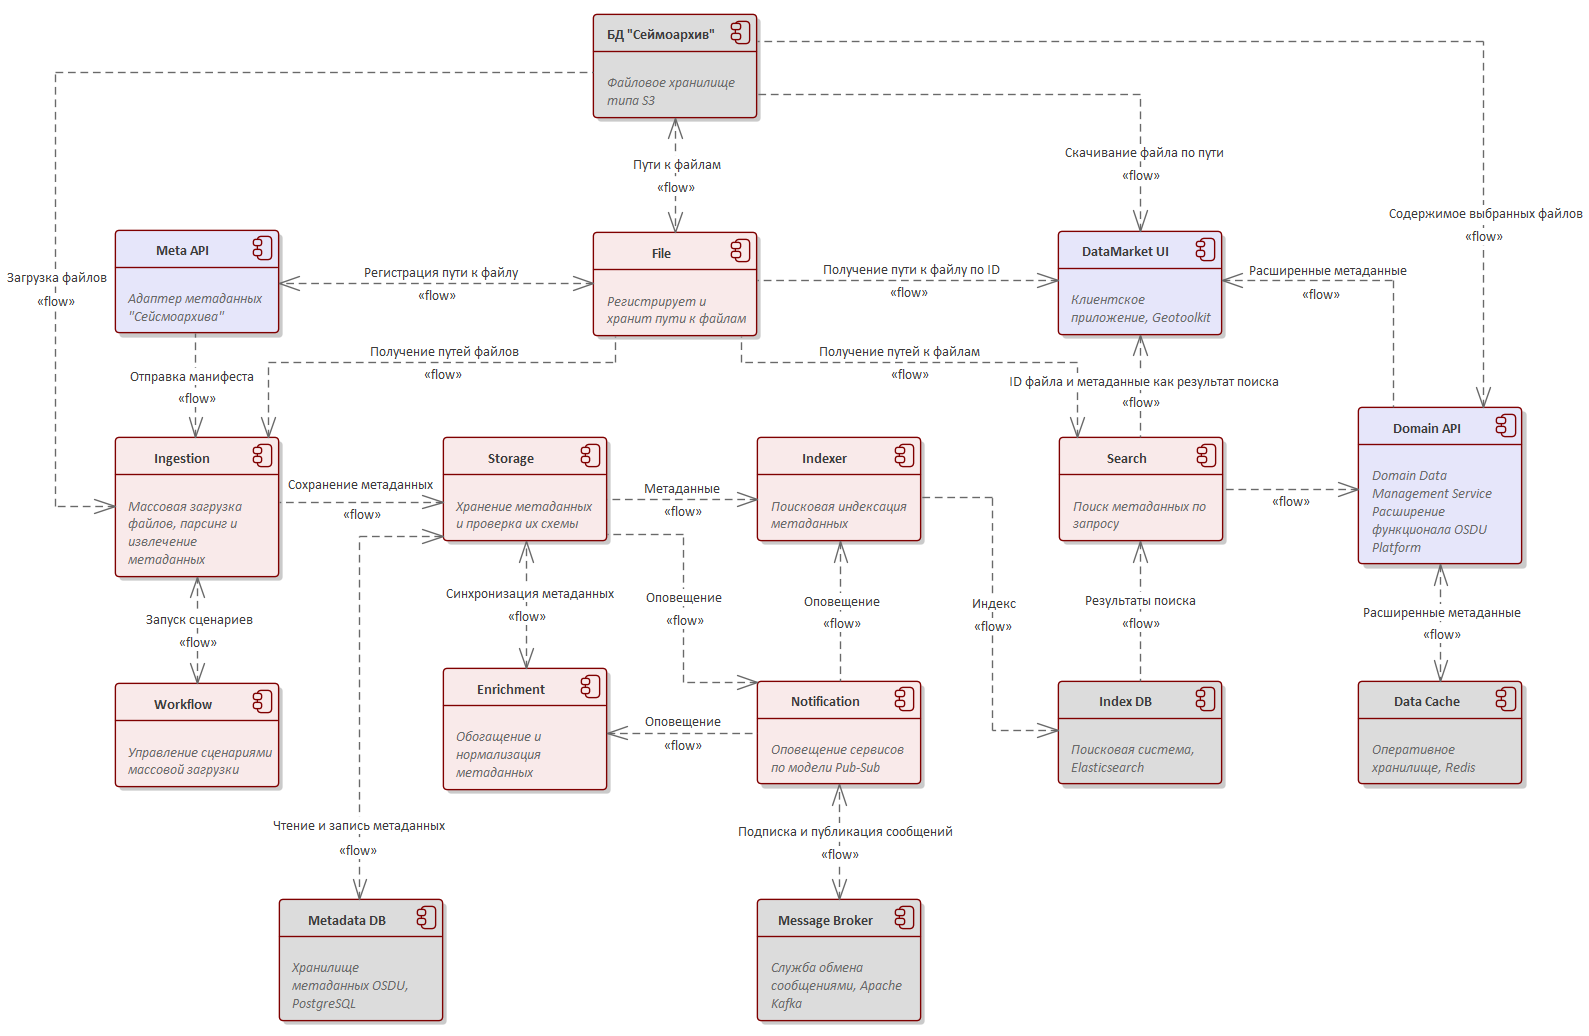 БД "Сеймоархив"
Файловое хранилище
типа S3
Скачивание файла по пути
«flow»
Пути к файлам
«flow»
Содержимое выбранных файлов
«flow»
Загрузка файлов
«flow»
Meta API
Адаптер метаданных
"Сейсмоархива"
Регистрация пути к файлу
«flow»
File
Регистрирует и
хранит пути к файлам
Получение пути к файлу по ID
«flow»
DataMarket UI
Клиентское
приложение, Geotoolkit
Расширенные метаданные
«flow»
Отправка манифеста
«flow»
Получение путей файлов
«flow»
Получение путей к файлам
«flow»
ID файла и метаданные как результат поиска
«flow»
Ingestion
Массовая загрузка
файлов, парсинг и
извлечение
метаданных
Сохранение метаданных
«flow»
Storage
Хранение метаданных
и проверка их схемы
Метаданные
«flow»
Indexer
Поисковая индексация
метаданных
Search
Поиск метаданных по
запросу
«flow»
Domain API
Domain Data
Management Service
Расширение
функционала OSDU
Platform
Запуск сценариев
«flow»
Синхронизация метаданных
«flow»
Оповещение
«flow»
Оповещение
«flow»
Индекс
«flow»
Результаты поиска
«flow»
Расширенные метаданные
«flow»
Workflow
Управление сценариями
массовой загрузки
Enrichment
Обогащение и
нормализация
метаданных
Оповещение
«flow»
Notification
Оповещение сервисов
по модели Pub-Sub
Index DB
Поисковая система,
Elasticsearch
Data Cache
Оперативное
хранилище, Redis
Чтение и запись метаданных
«flow»
Подписка и публикация сообщений
«flow»
Metadata DB
Хранилище
метаданных OSDU,
PostgreSQL
Message Broker
Служба обмена
сообщениями, Apache
Kafka